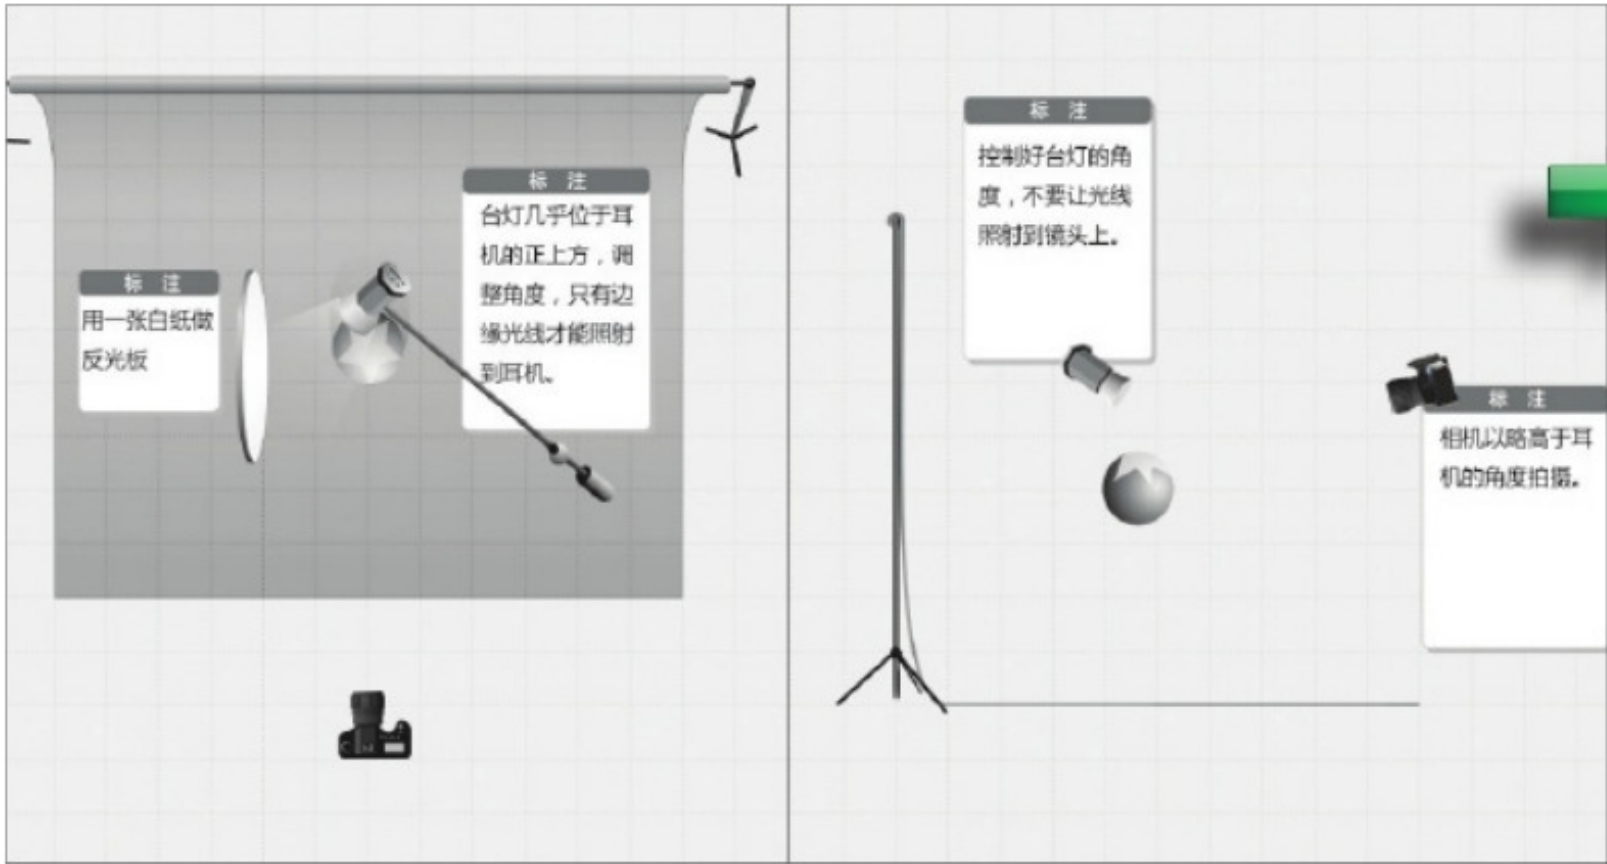 标 注
用一张白纸做
反光板
标 注
台灯几乎位于耳
机的正上方，调
整角度，只有边
缘光线才能照射
到耳机。
标 注
控制好台灯的角
度，不要让光线
照射到镜头上。
标 注
相机以略高于耳
机的角度拍摄。